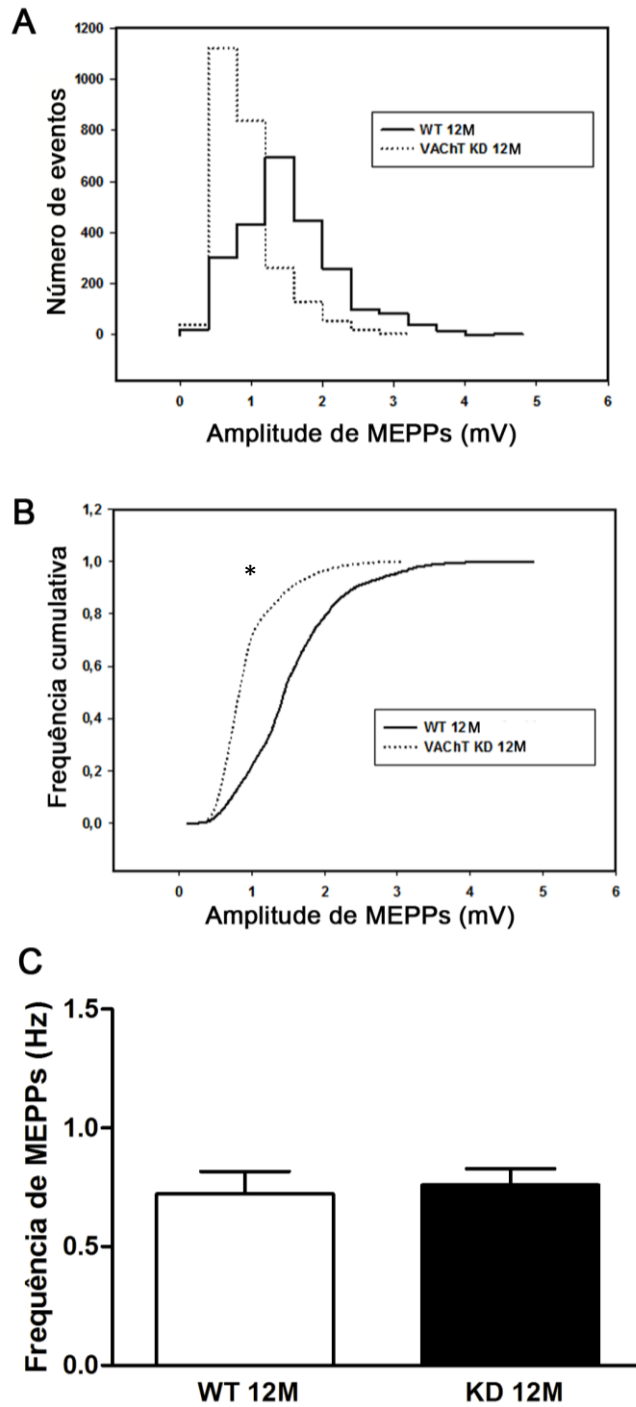 A
Número de eventos
1200
1000
800
600
400
200
0
WT 12M
VAChT KD 12M
0 1 2 3 4 5 6
Amplitude de MEPPs (mV)
B
Frequência cumulativa
1,2
1,0
0,8
0,6
0,4
0,2
0,0
*
WT 12M
VAChT KD 12M
0 1 2 3 4 5 6
Amplitude de MEPPs (mV)
C
Frequência de MEPPs (Hz)
1.5
1.0
0.5
0.0
WT 12M KD 12M